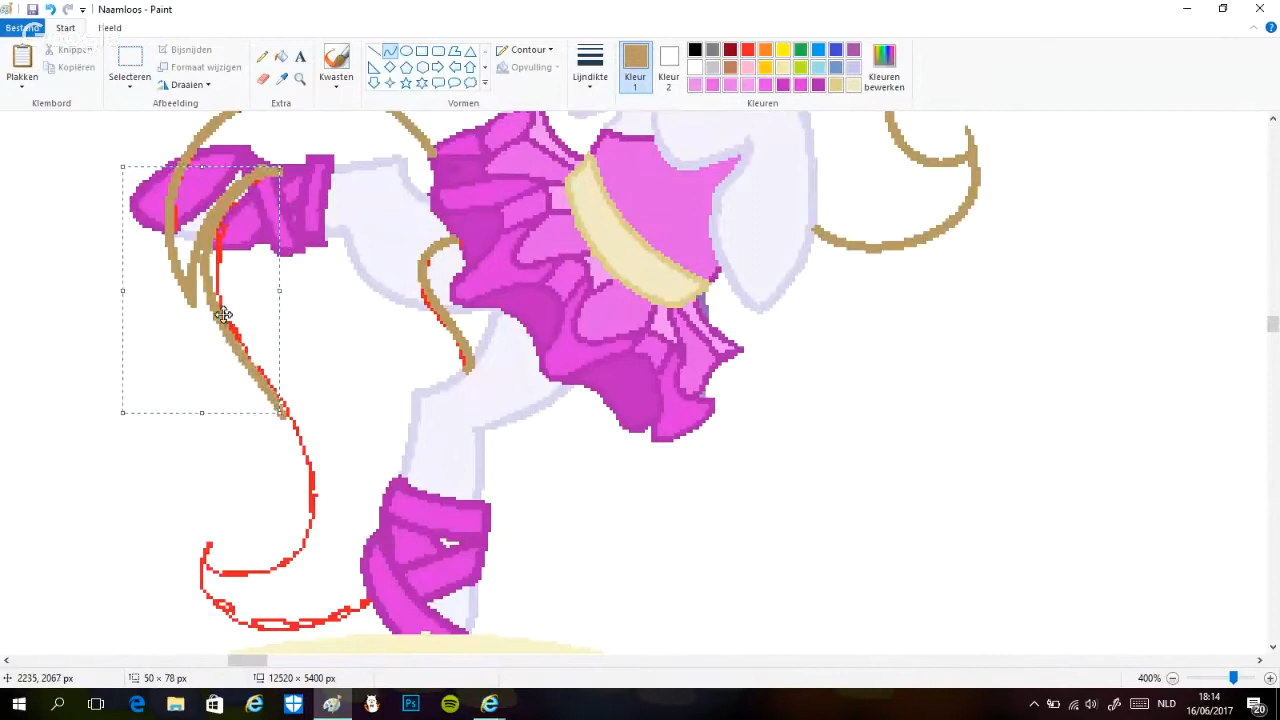 Naamloos - Paint
Bestand Start Beeld
Plakken
Knippen
Kopiëren
Klembord
Selecteren
Bijsnijden
Formaat wijzigen
Draaien
Afbeelding
A
Extra
Kwasten
Contour
Opvulling
Vormen
Lijndikte
Kleur
1
Kleur
2
Kleuren
Kleuren
bewerken
2235, 2067 px
50 × 78 px
12520 × 5400 px
400%
Ps
NLD
18:14
16/06/2017
20